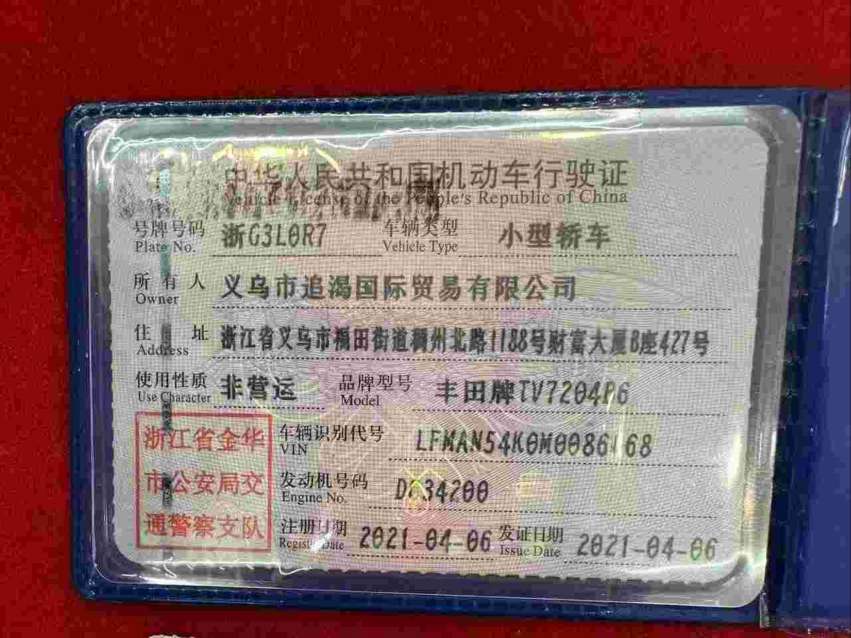 中华人民共和国机动车行驶证
Vehicle License of the People's Republic of China
号牌号码 浙G3L0R7 车辆类型 小型轿车
Plate No. Vehicle Type
所有人 义乌市追渴国际贸易有限公司
Owner
住址 浙江省义乌市福田街道稠州北路1188号财富大厦B座427号
Address
使用性质 非营运 品牌型号 丰田牌TV7204P6
Use Character Model
浙江省金华
市公安局交
通警察支队
车辆识别代号
VIN
发动机号码
Engine No.
注册日期 2021-04-06 发证日期 2021-04-06
Register Date Issue Date